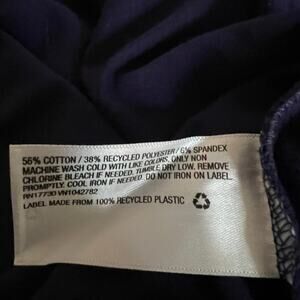 56% COTTON / 38% RECYCLED POLYESTER / 6% SPANDEX
MACHINE WASH COLD WITH LIKE COLORS. ONLY NON
CHLORINE BLEACH IF NEEDED. TUMBLE DRY LOW. REMOVE
PROMPTLY. COOL IRON IF NEEDED. DO NOT IRON ON LABEL.
RN17730 VN1042782
LABEL MADE FROM 100% RECYCLED PLASTIC